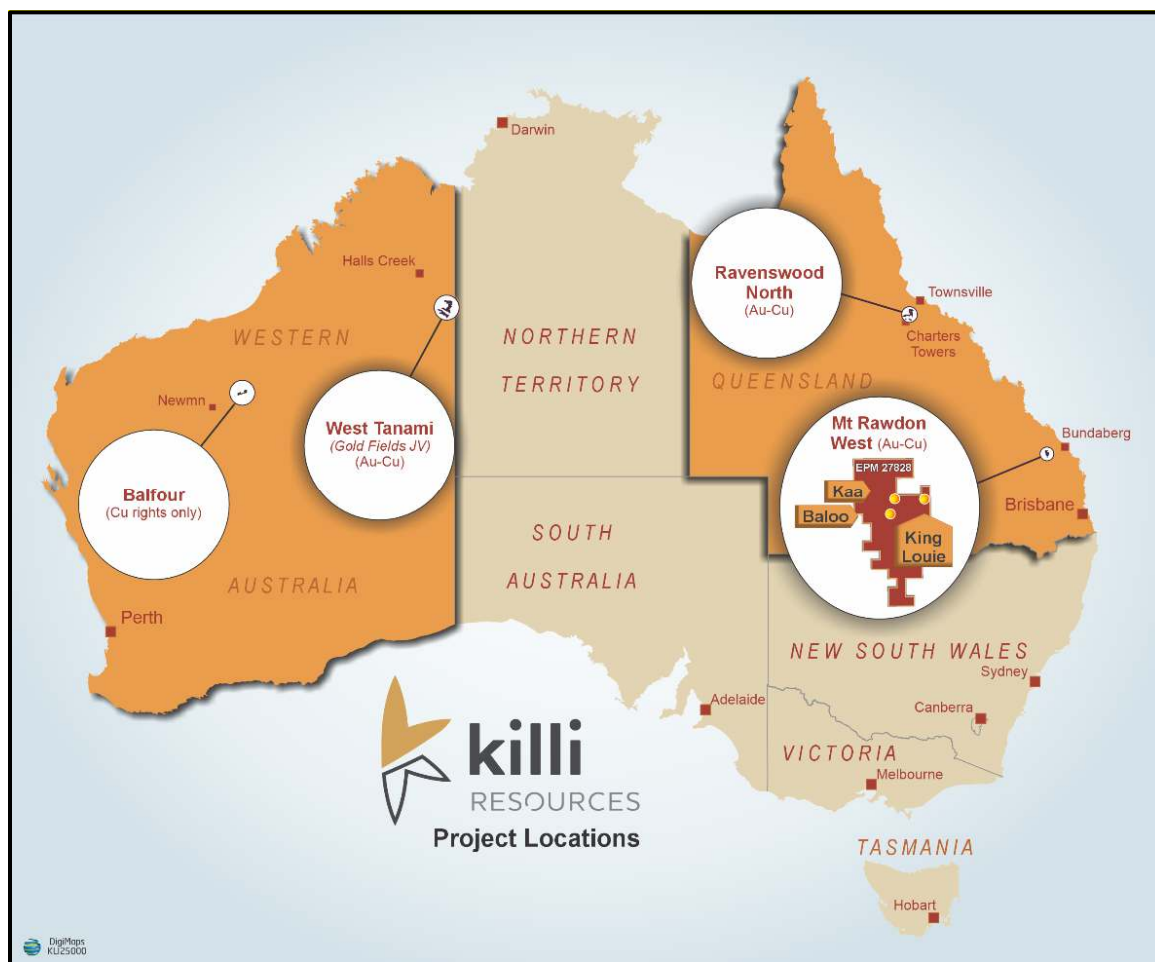 Darwin
Halls Creek
WESTERN
AUSTRALIA
Newmn
Balfour
(Cu rights only)
West Tanami
(Gold Fields JV)
(Au-Cu)
Perth
NORTHERN
TERRITORY
SOUTH
AUSTRALIA
Adelaide
Ravenswood
North
(Au-Cu)
Townsville
Charters
Towers
QUEENSLAND
Mt Rawdon
West (Au-Cu)
EPM 27828
Kaa
Baloo
King
Louie
Bundaberg
Brisbane
NEW SOUTH WALES
Sydney
Canberra
VICTORIA
Melbourne
TASMANIA
Hobart
killi
RESOURCES
Project Locations
DigiMaps
KLI25000